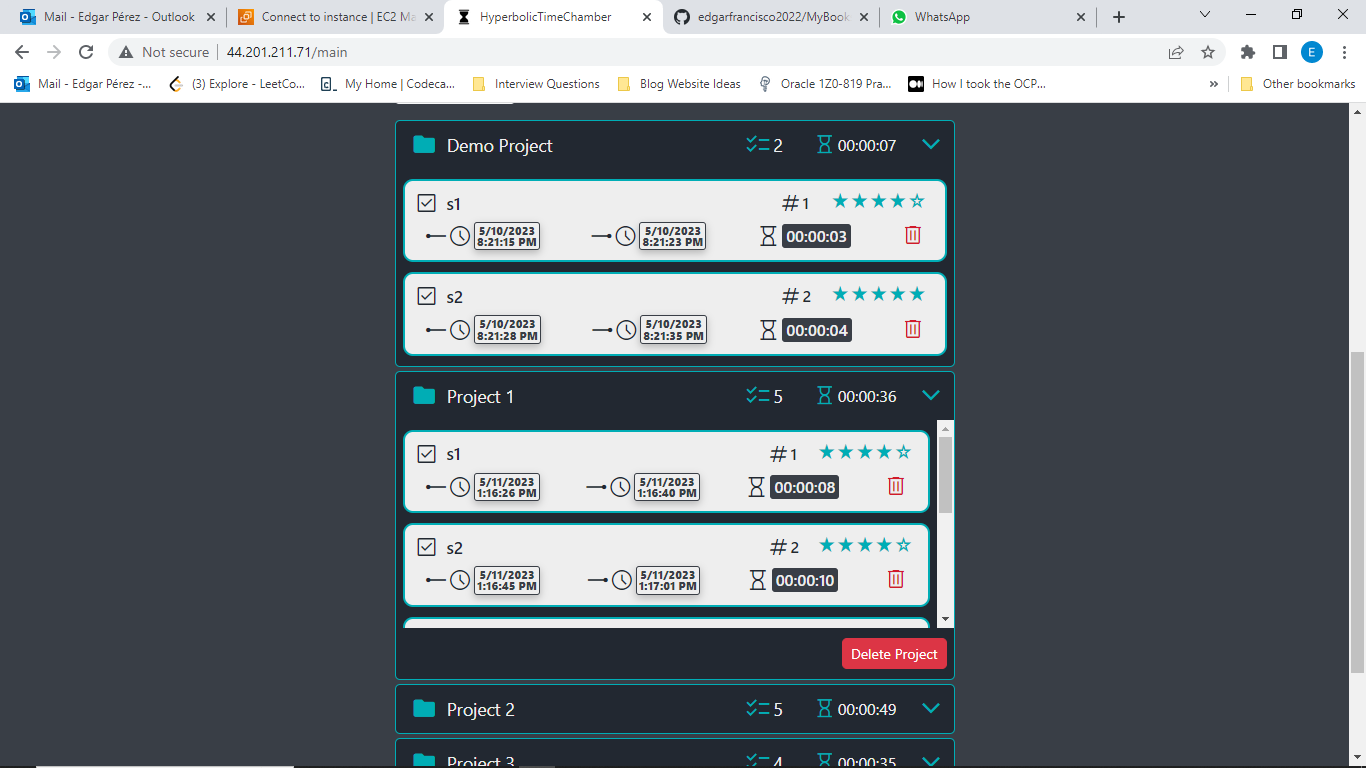 Mail - Edgar Pérez - Outlook
Connect to instance | EC2 Ma
HyperbolicTimeChamber
edgarfrancisco2022/MyBook
WhatsApp
Not secure
44.201.211.71/main
E
Mail - Edgar Pérez -...
(3) Explore - LeetCo...
My Home | Codeca...
Interview Questions
Blog Website Ideas
Oracle 1Z0-819 Pra...
How I took the OCP...
»
Other bookmarks
Demo Project 2 00:00:07
s1 #1
5/10/2023
8:21:15 PM
5/10/2023
8:21:23 PM
00:00:03
s2 #2
5/10/2023
8:21:28 PM
5/10/2023
8:21:35 PM
00:00:04
Project 1 5 00:00:36
s1 #1
5/11/2023
1:16:26 PM
5/11/2023
1:16:40 PM
00:00:08
s2 #2
5/11/2023
1:16:45 PM
5/11/2023
1:17:01 PM
00:00:10
Delete Project
Project 2 5 00:00:49
Project 3 4 00:00:35